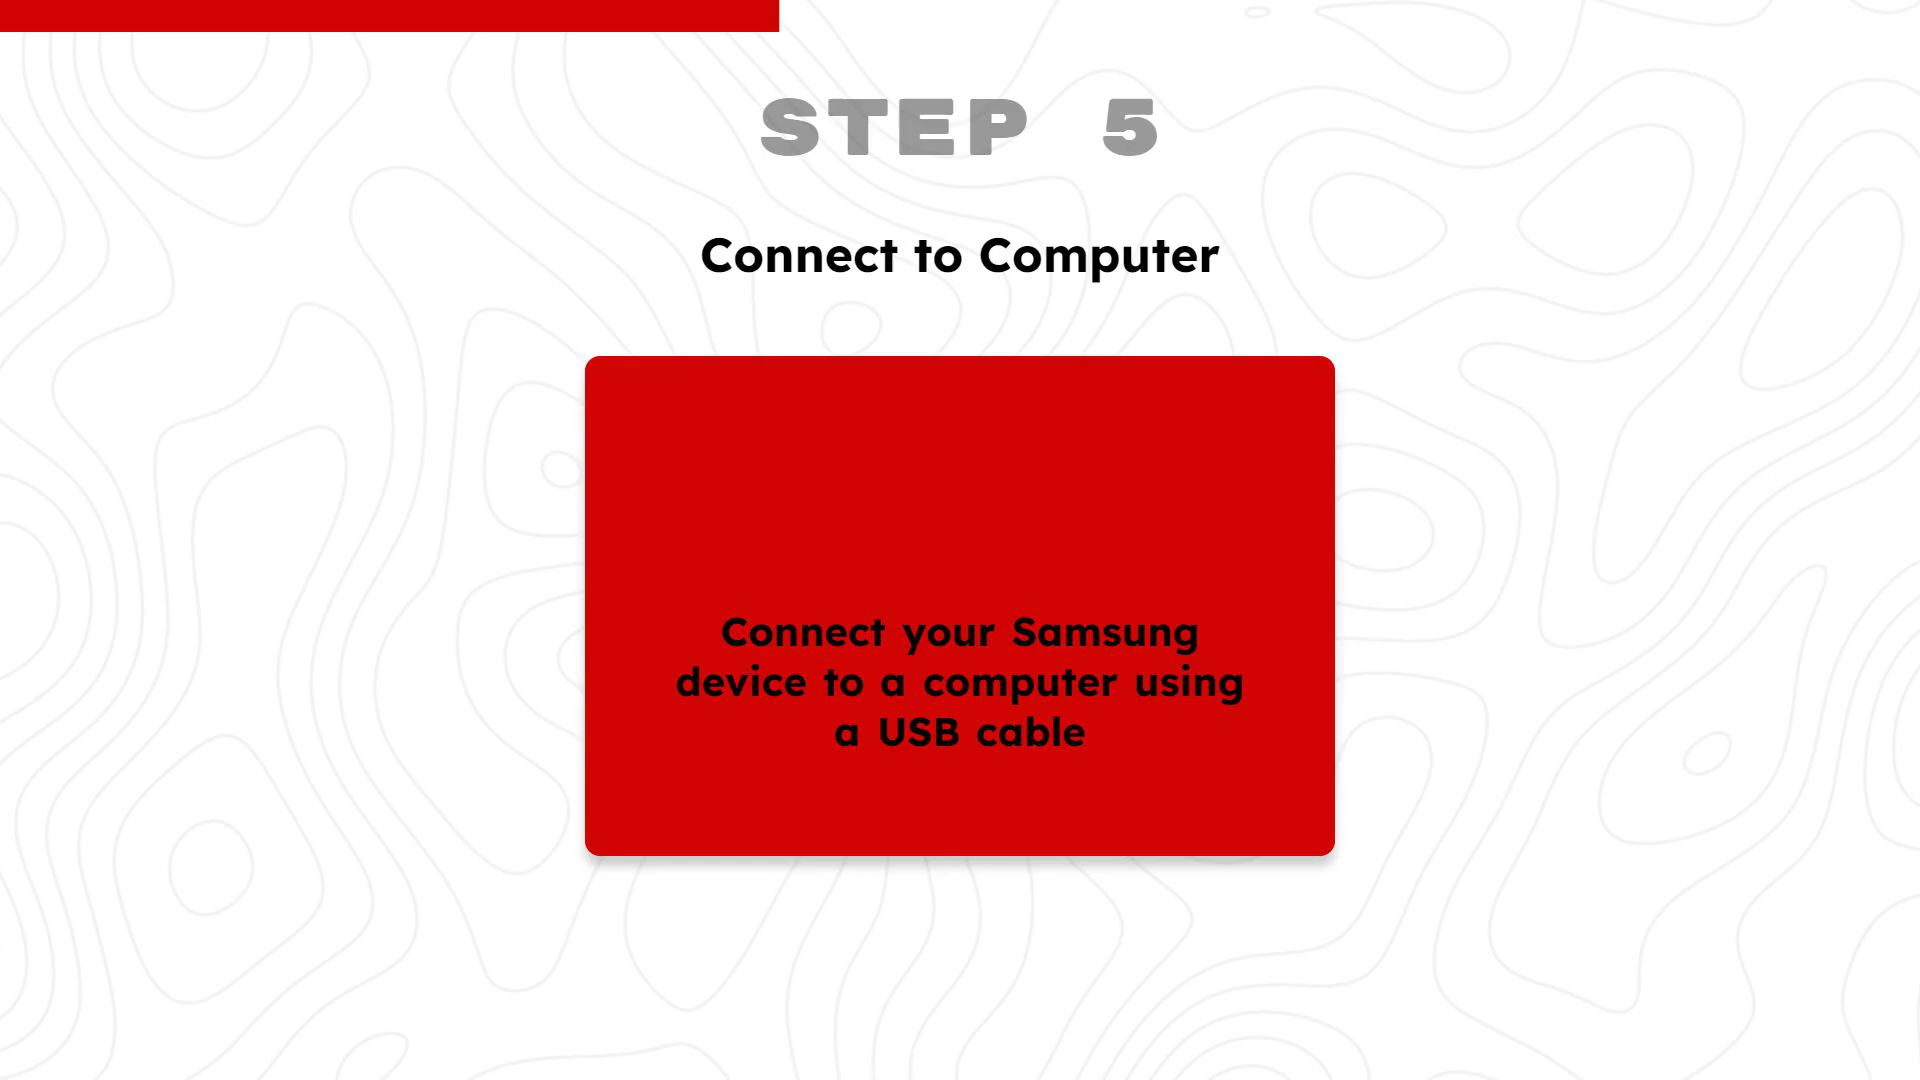 STEP 5
Connect to Computer
Connect your Samsung
device to a computer using
a USB cable